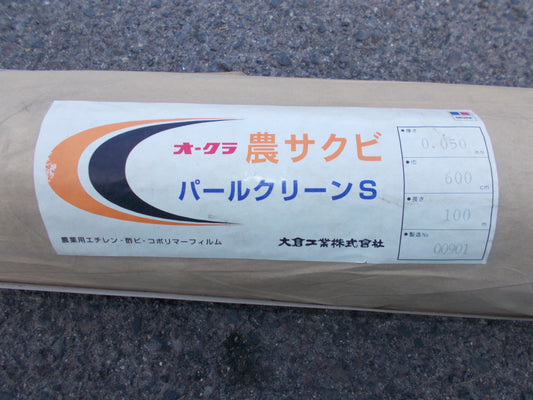 オークラ 農サクビ
パールクリーンS
農業用エチレン・酢ビ・コポリマーフィルム
大倉工業株式会社
●厚さ
0.050 mm
●巾
600 cm
●長さ
100 m
●製造No
00901